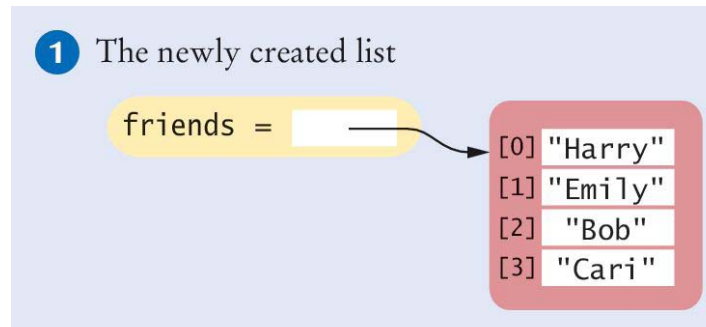 1 The newly created list
friends =
[0] "Harry"
[1] "Emily"
[2] "Bob"
[3] "Cari"